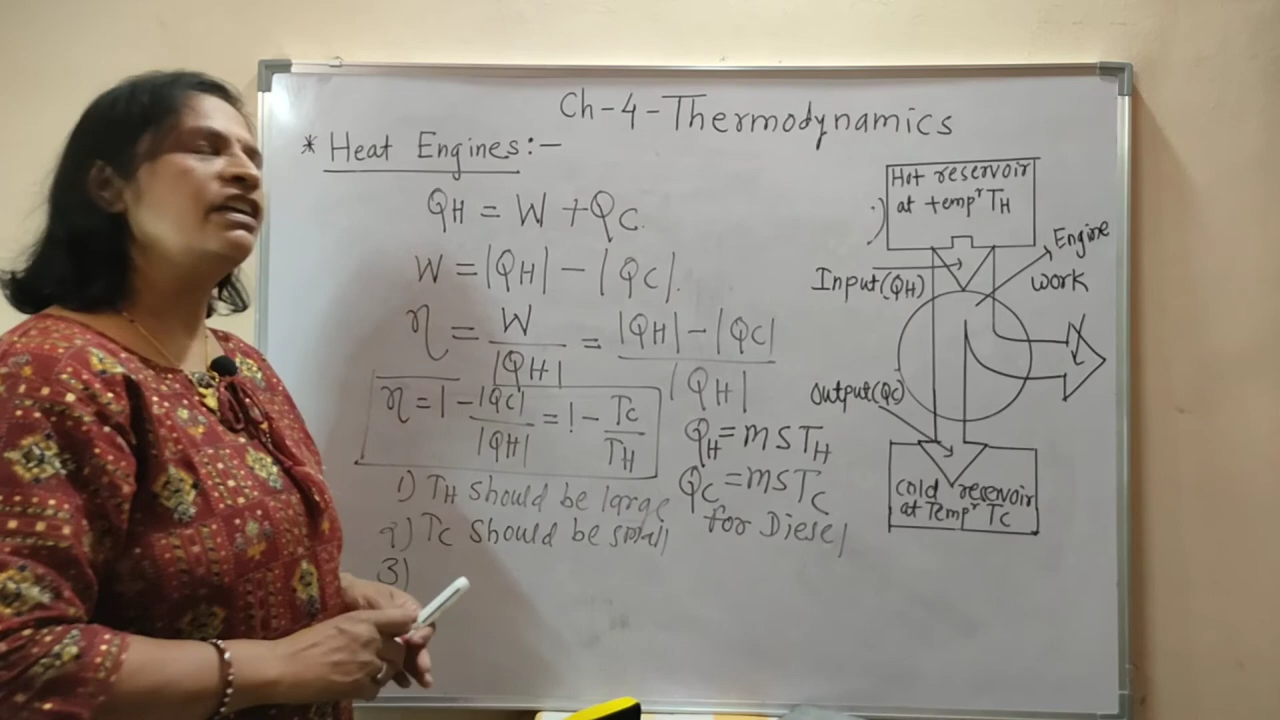 Ch-4-Thermodynamics
* Heat Engines:-
QH = W + QC.
W = |QH| - |QC|.
η = W/|QH| = |QH| - |QC|/|QH|
η = 1 - |QC|/|QH| = 1 - TC/TH
QH = mSTH
QC = mSTC
1) TH should be large
2) TC should be small
for Diesel
3)
Hot reservoir
at tempr TH
Engine
Input(QH)
work
W
Output(QC)
Cold reservoir
at Tempr TC